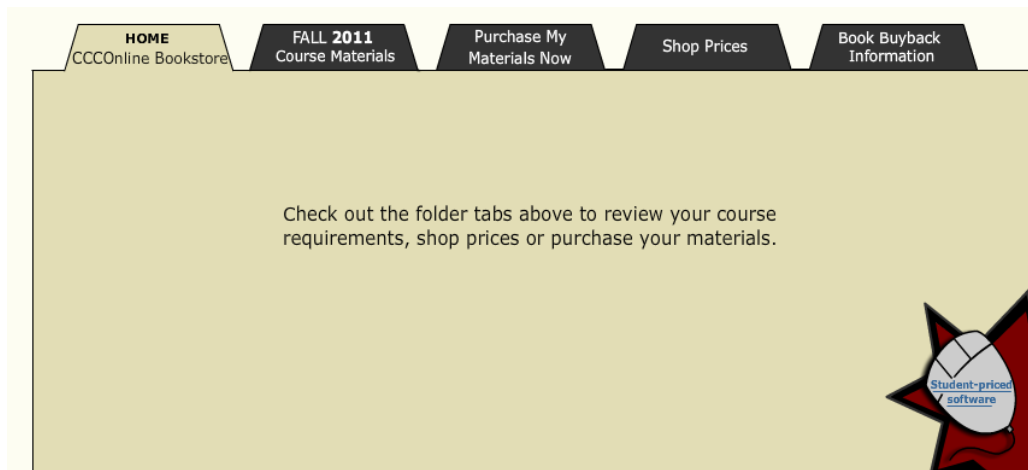 HOME
CCCOnline Bookstore
FALL 2011
Course Materials
Purchase My
Materials Now
Shop Prices
Book Buyback
Information
Check out the folder tabs above to review your course
requirements, shop prices or purchase your materials.
Student-priced
software